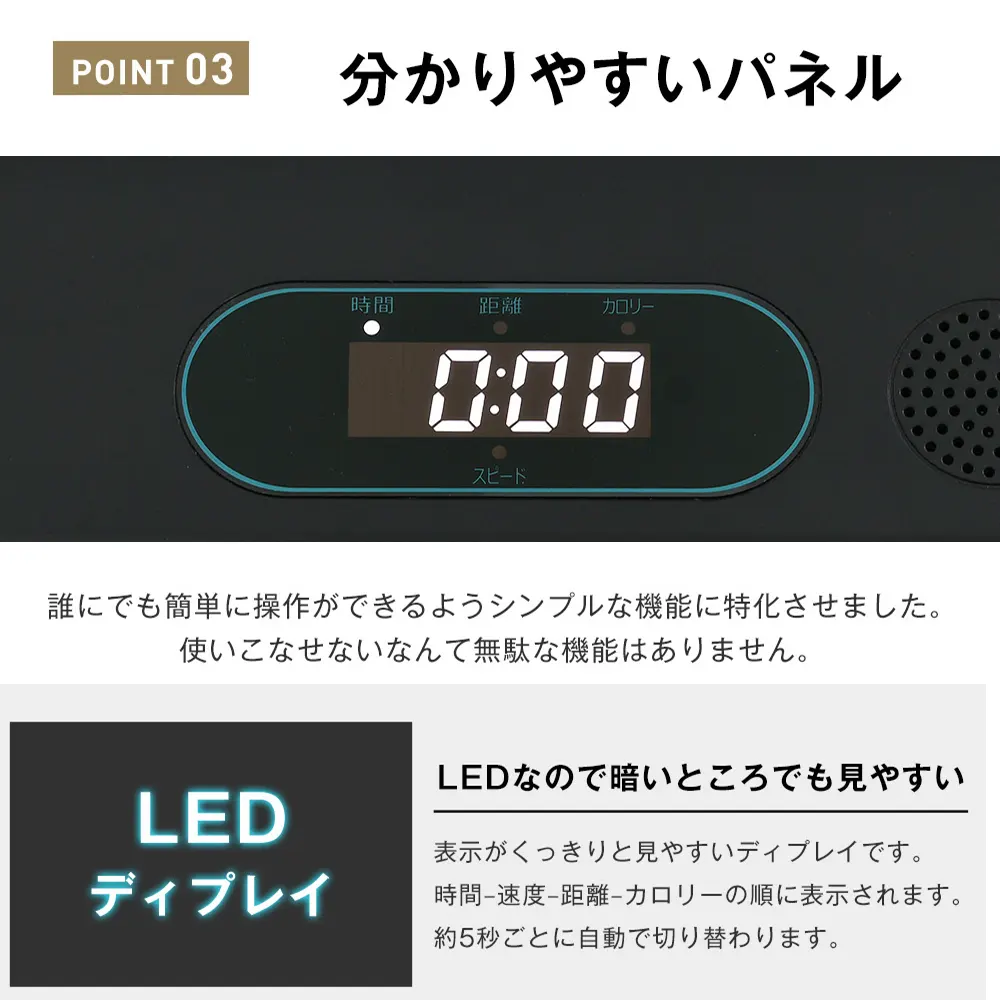 POINT 03
分かりやすいパネル
時間 距離 カロリー
0:00
スピード
誰にでも簡単に操作ができるようシンプルな機能に特化させました。
使いこなせないなんて無駄な機能はありません。
LED
ディプレイ
LEDなので暗いところでも見やすい
表示がくっきりと見やすいディプレイです。
時間–速度–距離–カロリーの順に表示されます。
約5秒ごとに自動で切り替わります。